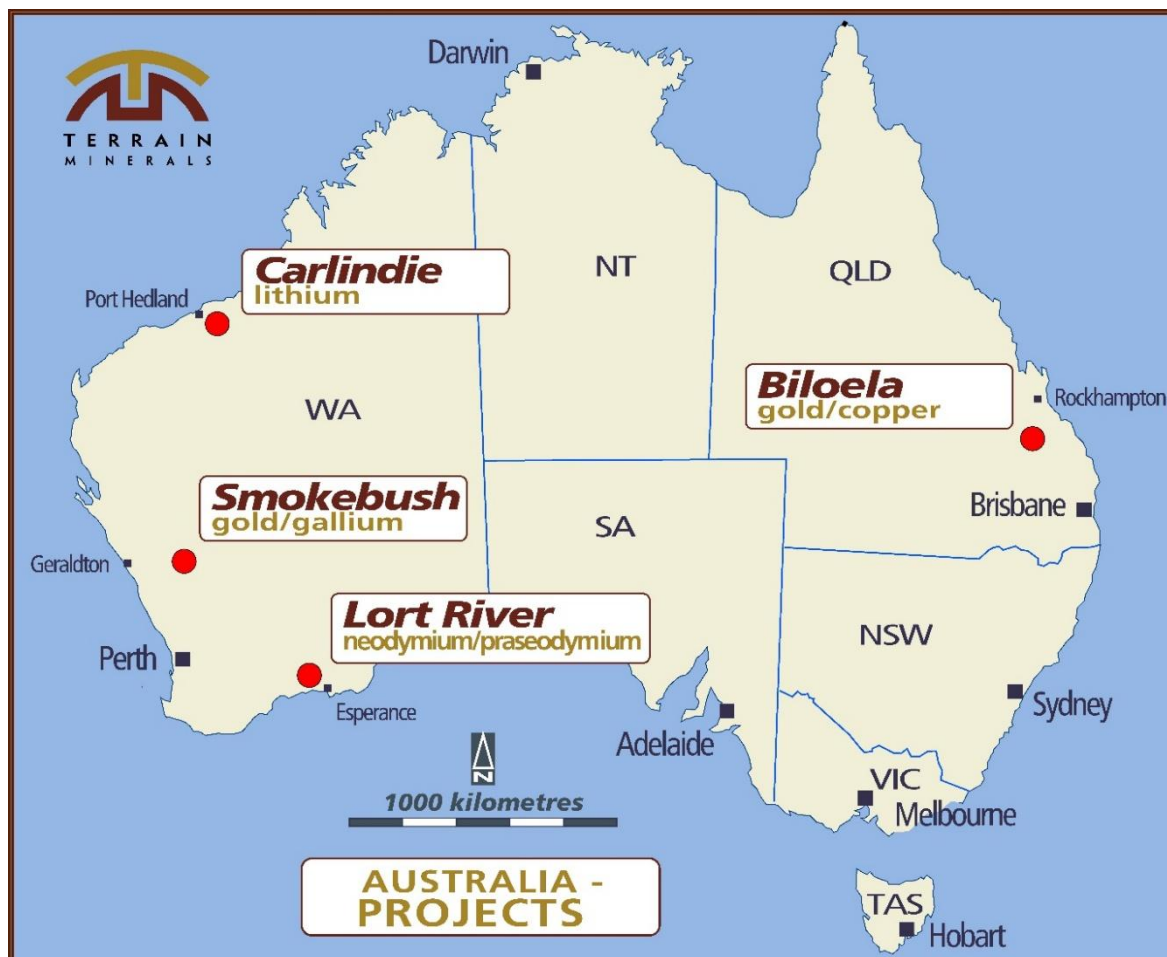 TERRAIN
MINERALS
Darwin
NT
QLD
Carlindie
lithium
Port Hedland
WA
Biloela
gold/copper
Rockhampton
Smokebush
gold/gallium
Geraldton
SA
Brisbane
Lort River
neodymium/praseodymium
NSW
Perth
Esperance
Sydney
Adelaide
N
1000 kilometres
VIC
Melbourne
AUSTRALIA -
PROJECTS
TAS
Hobart